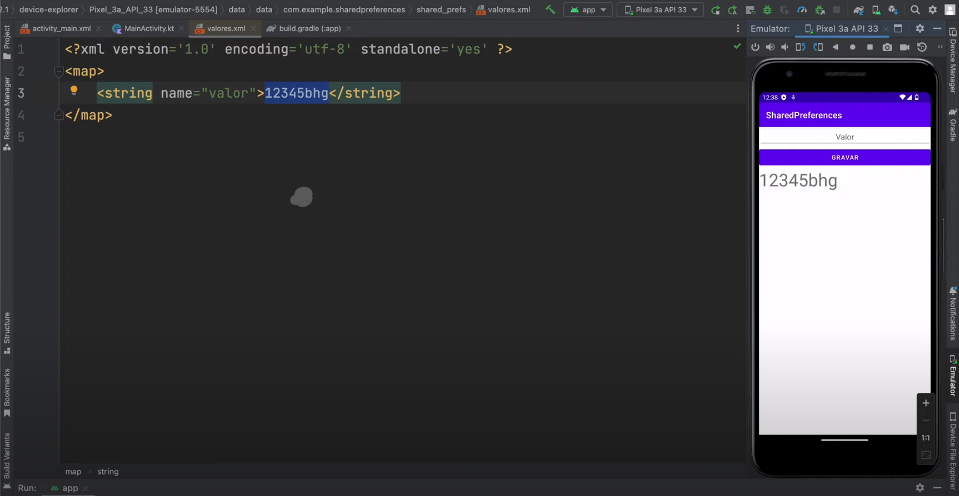 2.1 device-explorer Pixel_3a_API_33 [emulator-5554] data data com.example.sharedpreferences shared_prefs valores.xml app Pixel 3a API 33
activity_main.xml MainActivity.kt valores.xml build.gradle (:app) Emulator: Pixel 3a API 33
1 <?xml version='1.0' encoding='utf-8' standalone='yes' ?>
2 <map>
3 <string name="valor">12345bhg</string>
4 </map>
5
12:38
SharedPreferences
Valor
GRAVAR
12345bhg
1:1
Project
Resource Manager
Structure
Bookmarks
Build Variants
Device Manager
Gradle
Notifications
Emulator
Device File Explorer
map string
Run: app